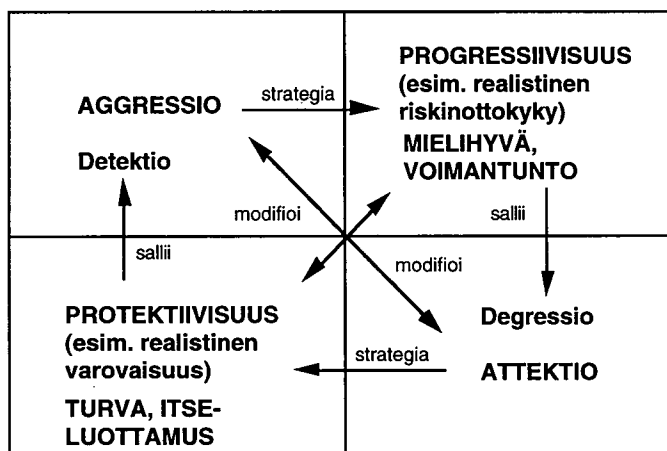 AGGRESSIO
Detektio
strategia
PROGRESSIIVISUUS
(esim. realistinen
riskinottokyky)
MIELIHYVÄ,
VOIMANTUNTO
modifioi
sallii
sallii
modifioi
PROTEKTIIVISUUS
(esim. realistinen
varovaisuus)
TURVA, ITSE-
LUOTTAMUS
strategia
Degressio
ATTEKTIO